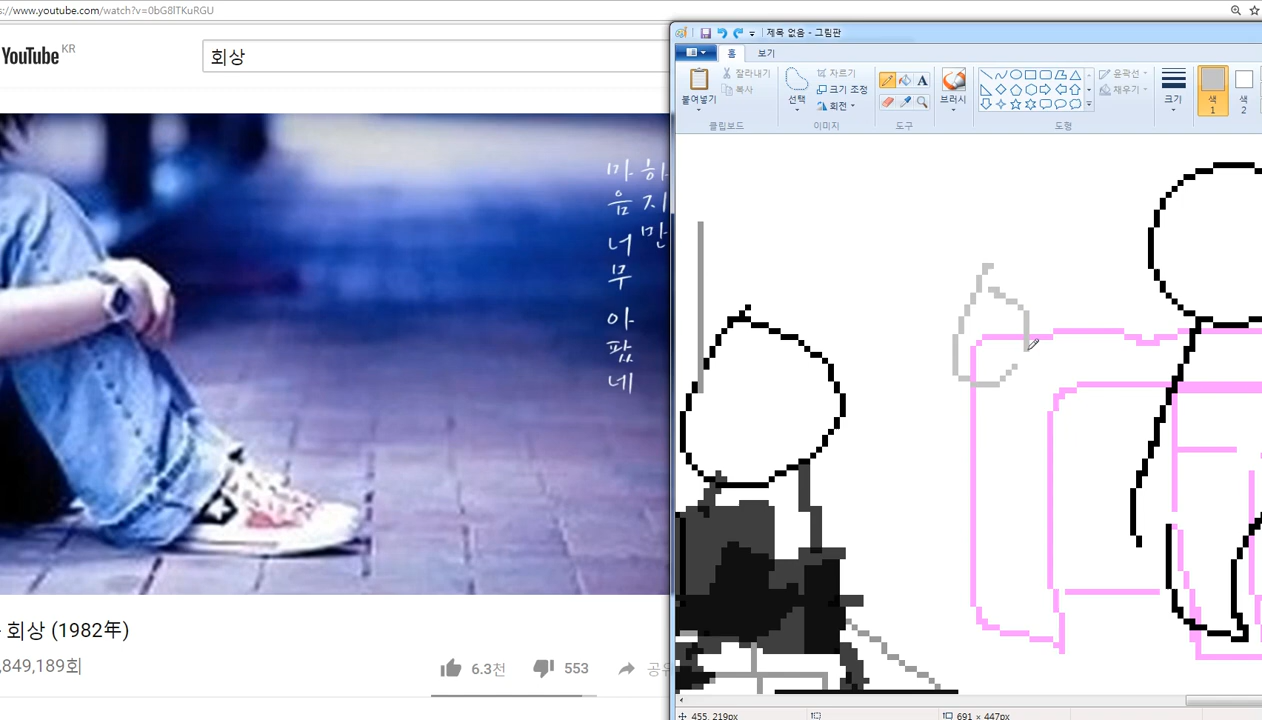 s://www.youtube.com/watch?v=0bG8lTKuRGU
YouTube KR
회상
하지만
마음 너무 아팠네
회상 (1982年)
,849,189회
6.3천
553
공유
제목 없음 - 그림판
홈
보기
붙여넣기
잘라내기
복사
클립보드
선택
자르기
크기 조정
회전
이미지
A
도구
브러시
윤곽선
채우기
도형
크기
색 1
색 2
455, 219px
691 × 447px